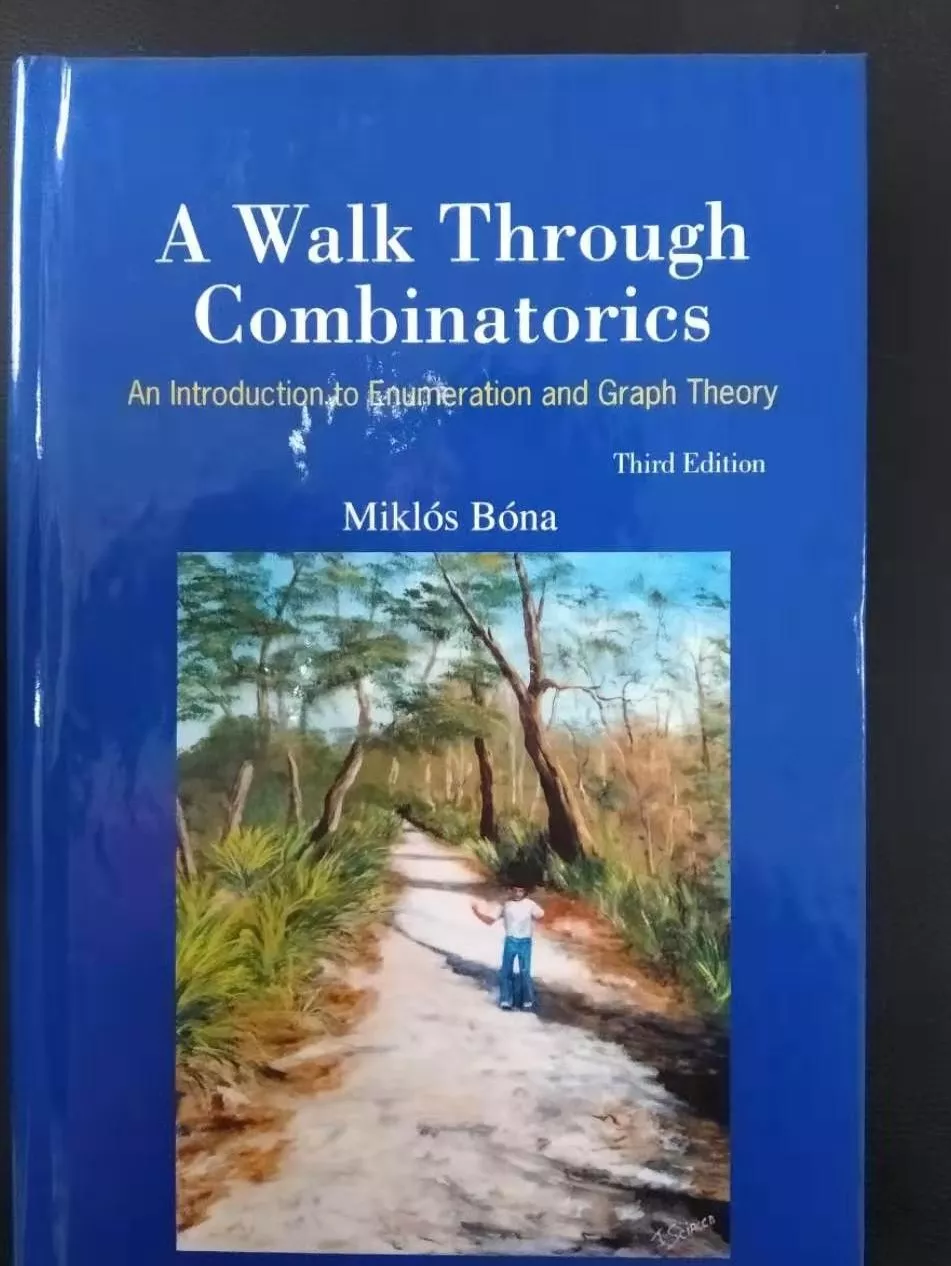 A Walk Through
Combinatorics
An Introduction to Enumeration and Graph Theory
Third Edition
Miklós Bóna